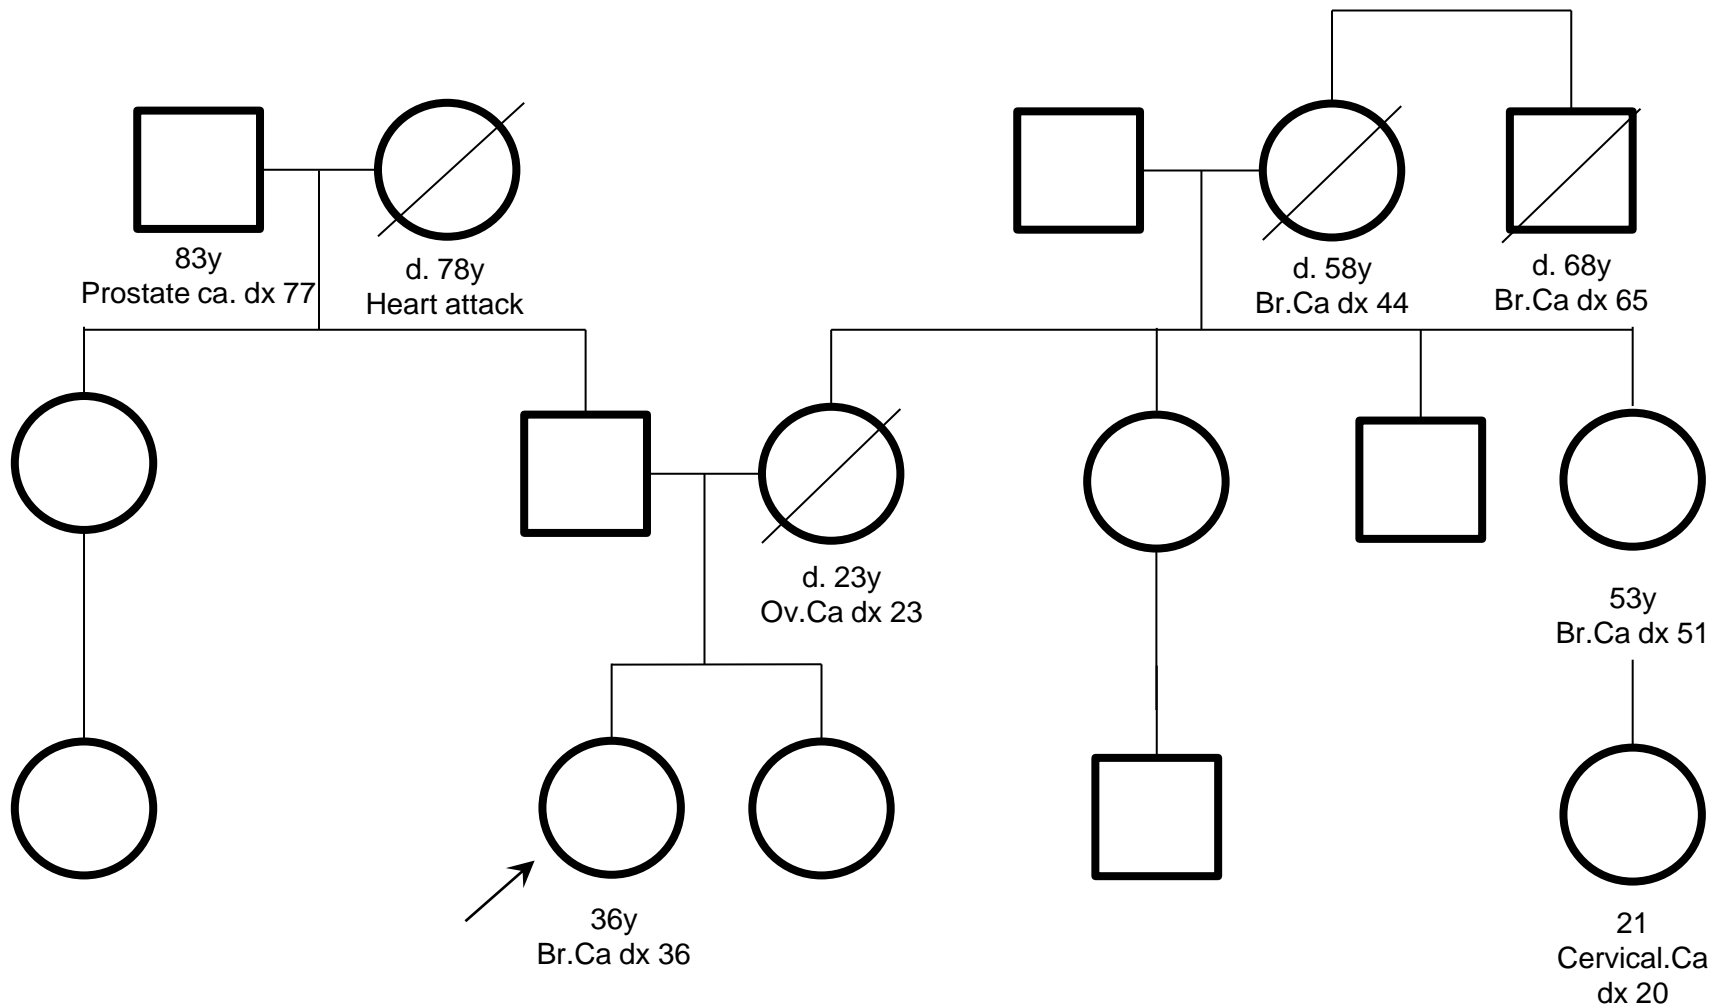 83y
Prostate ca. dx 77
d. 78y
Heart attack
d. 58y
Br.Ca dx 44
d. 68y
Br.Ca dx 65
d. 23y
Ov.Ca dx 23
53y
Br.Ca dx 51
36y
Br.Ca dx 36
21
Cervical.Ca
dx 20